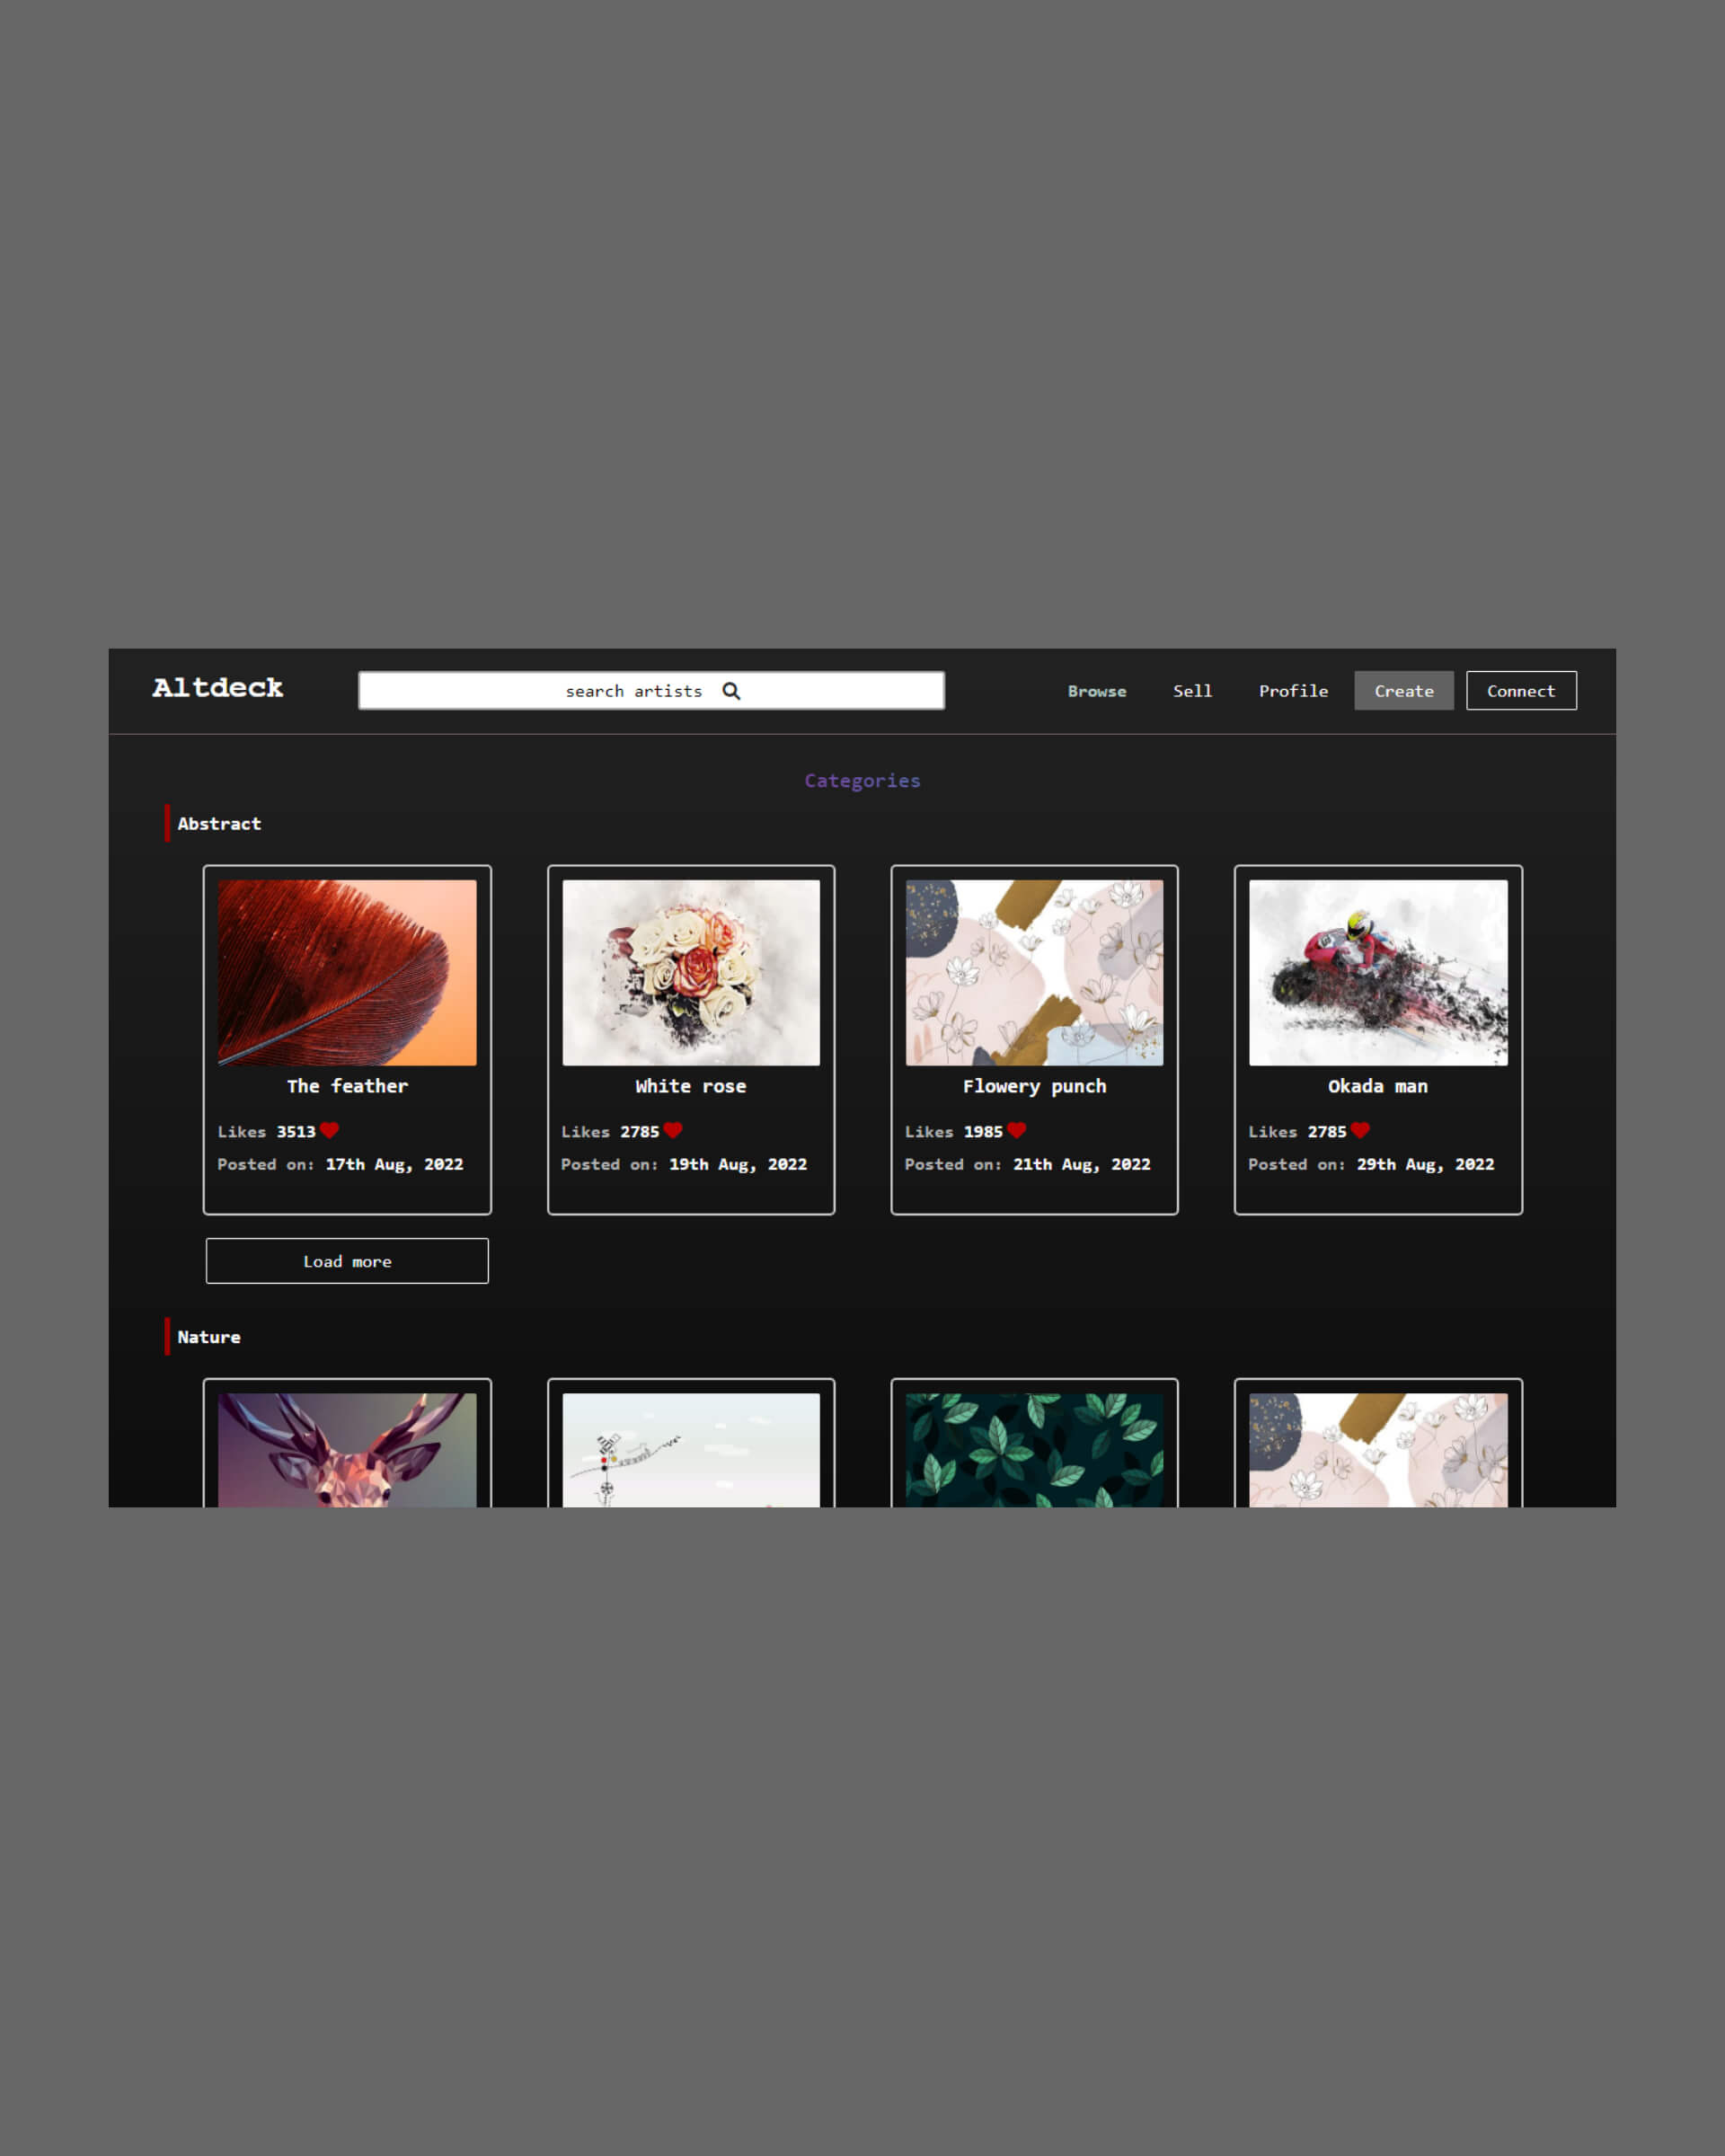 Altdeck
search artists
Browse Sell Profile Create Connect
Categories
Abstract
The feather
Likes 3513
Posted on: 17th Aug, 2022
White rose
Likes 2785
Posted on: 19th Aug, 2022
Flowery punch
Likes 1985
Posted on: 21th Aug, 2022
Okada man
Likes 2785
Posted on: 29th Aug, 2022
Load more
Nature